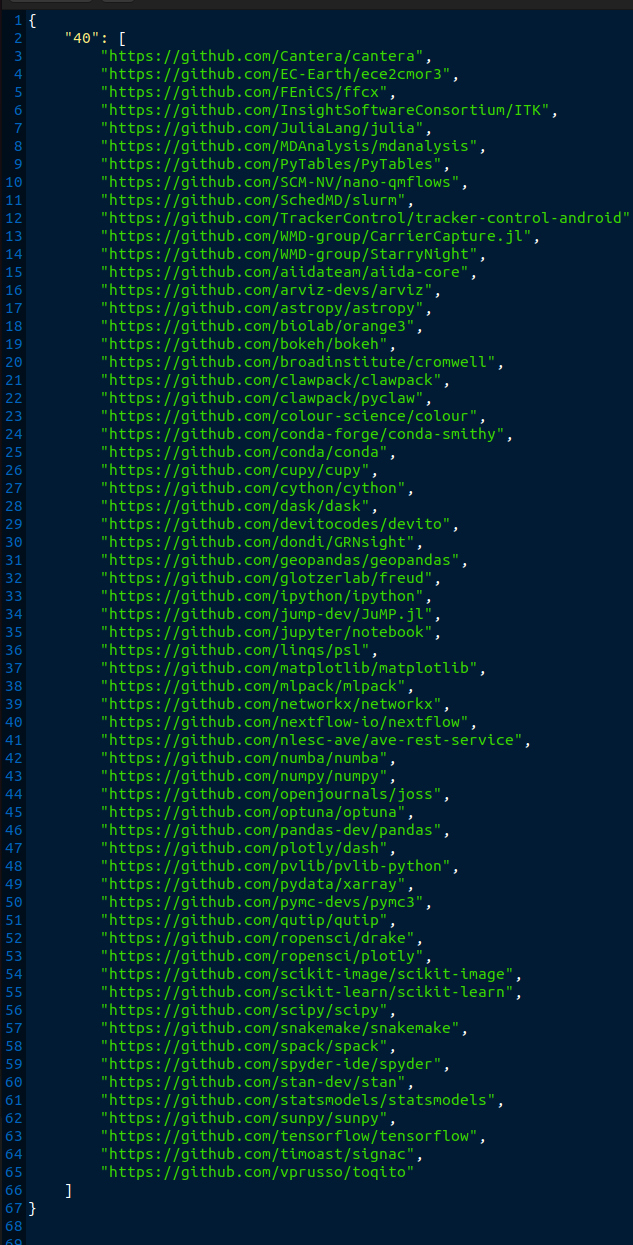 1 {
2 "40": [
3 "https://github.com/Cantera/cantera",
4 "https://github.com/EC-Earth/ece2cmor3",
5 "https://github.com/FEniCS/ffcx",
6 "https://github.com/InsightSoftwareConsortium/ITK",
7 "https://github.com/JuliaLang/julia",
8 "https://github.com/MDAnalysis/mdanalysis",
9 "https://github.com/PyTables/PyTables",
10 "https://github.com/SCM-NV/nano-qmflows",
11 "https://github.com/SchedMD/slurm",
12 "https://github.com/TrackerControl/tracker-control-android"
13 "https://github.com/WMD-group/CarrierCapture.jl",
14 "https://github.com/WMD-group/StarryNight",
15 "https://github.com/aiidateam/aiida-core",
16 "https://github.com/arviz-devs/arviz",
17 "https://github.com/astropy/astropy",
18 "https://github.com/biolab/orange3",
19 "https://github.com/bokeh/bokeh",
20 "https://github.com/broadinstitute/cromwell",
21 "https://github.com/clawpack/clawpack",
22 "https://github.com/clawpack/pyclaw",
23 "https://github.com/colour-science/colour",
24 "https://github.com/conda-forge/conda-smithy",
25 "https://github.com/conda/conda",
26 "https://github.com/cupy/cupy",
27 "https://github.com/cython/cython",
28 "https://github.com/dask/dask",
29 "https://github.com/devitocodes/devito",
30 "https://github.com/dondi/GRNsight",
31 "https://github.com/geopandas/geopandas",
32 "https://github.com/glotzerlab/freud",
33 "https://github.com/ipython/ipython",
34 "https://github.com/jump-dev/JuMP.jl",
35 "https://github.com/jupyter/notebook",
36 "https://github.com/linqs/psl",
37 "https://github.com/matplotlib/matplotlib",
38 "https://github.com/mlpack/mlpack",
39 "https://github.com/networkx/networkx",
40 "https://github.com/nextflow-io/nextflow",
41 "https://github.com/nlesc-ave/ave-rest-service",
42 "https://github.com/numba/numba",
43 "https://github.com/numpy/numpy",
44 "https://github.com/openjournals/joss",
45 "https://github.com/optuna/optuna",
46 "https://github.com/pandas-dev/pandas",
47 "https://github.com/plotly/dash",
48 "https://github.com/pvlib/pvlib-python",
49 "https://github.com/pydata/xarray",
50 "https://github.com/pymc-devs/pymc3",
51 "https://github.com/qutip/qutip",
52 "https://github.com/ropensci/drake",
53 "https://github.com/ropensci/plotly",
54 "https://github.com/scikit-image/scikit-image",
55 "https://github.com/scikit-learn/scikit-learn",
56 "https://github.com/scipy/scipy",
57 "https://github.com/snakemake/snakemake",
58 "https://github.com/spack/spack",
59 "https://github.com/spyder-ide/spyder",
60 "https://github.com/stan-dev/stan",
61 "https://github.com/statsmodels/statsmodels",
62 "https://github.com/sunpy/sunpy",
63 "https://github.com/tensorflow/tensorflow",
64 "https://github.com/timoast/signac",
65 "https://github.com/vprusso/toqito"
66 ]
67 }
68
69